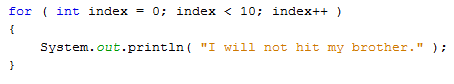 for ( int index = 0; index < 10; index++ )
{
    System.out.println( "I will not hit my brother." );
}